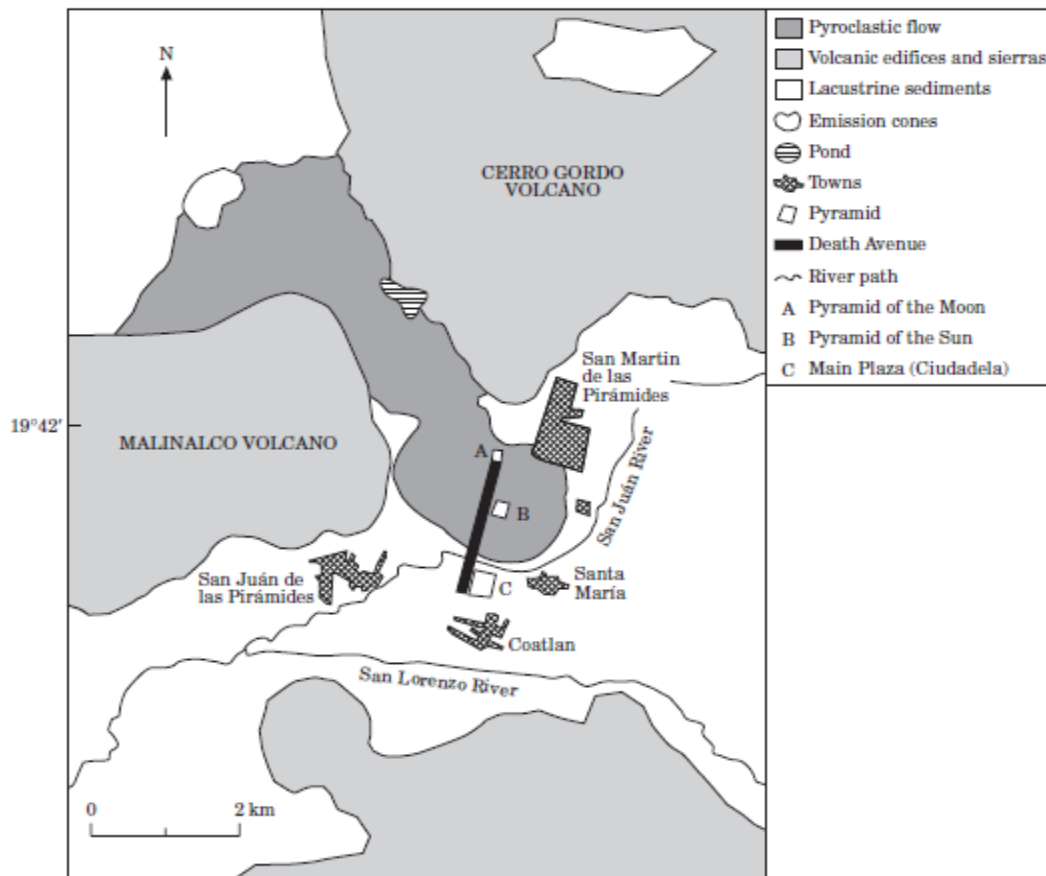 N
CERRO GORDO
VOLCANO
San Martin
de las
Pirámides
19°42'
MALINALCO VOLCANO
A
B
San Juán River
San Juán de
las Pirámides
C
Santa
María
Coatlan
San Lorenzo River
0 2 km
Pyroclastic flow
Volcanic edifices and sierras
Lacustrine sediments
Emission cones
Pond
Towns
Pyramid
Death Avenue
River path
A Pyramid of the Moon
B Pyramid of the Sun
C Main Plaza (Ciudadela)